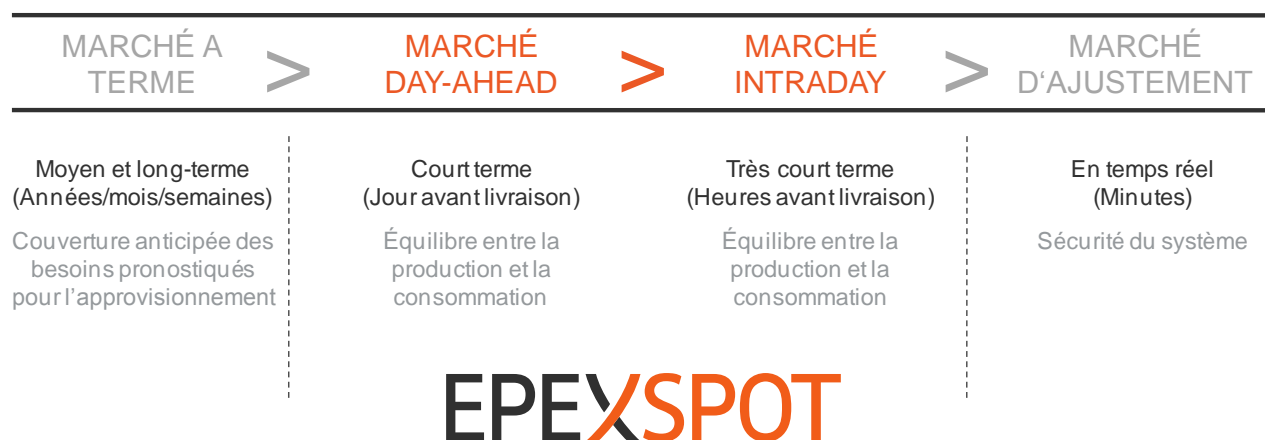 MARCHÉ A
TERME
>
MARCHÉ
DAY-AHEAD
>
MARCHÉ
INTRADAY
>
MARCHÉ
D‘AJUSTEMENT
Moyen et long-terme
(Années/mois/semaines)
Couverture anticipée des
besoins pronostiqués
pour l’approvisionnement
Court terme
(Jour avant livraison)
Équilibre entre la
production et la
consommation
Très court terme
(Heures avant livraison)
Équilibre entre la
production et la
consommation
En temps réel
(Minutes)
Sécurité du système
EPEXSPOT